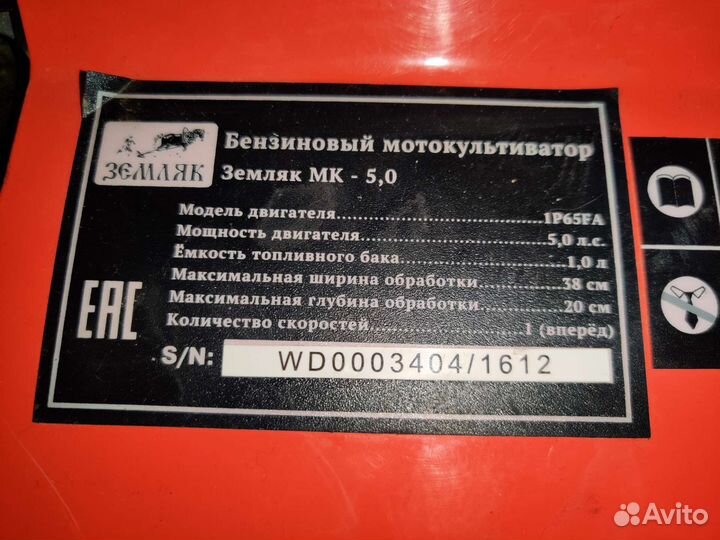 ЗЕМЛЯК
Бензиновый мотокультиватор
Земляк МК - 5,0
Модель двигателя.....................................1P65FA
Мощность двигателя................................5,0 л.с.
Ёмкость топливного бака............................1,0 л
Максимальная ширина обработки............38 см
Максимальная глубина обработки............20 см
Количество скоростей.......................1 (вперёд)
EAC
S/N: WD0003404/1612
Avito